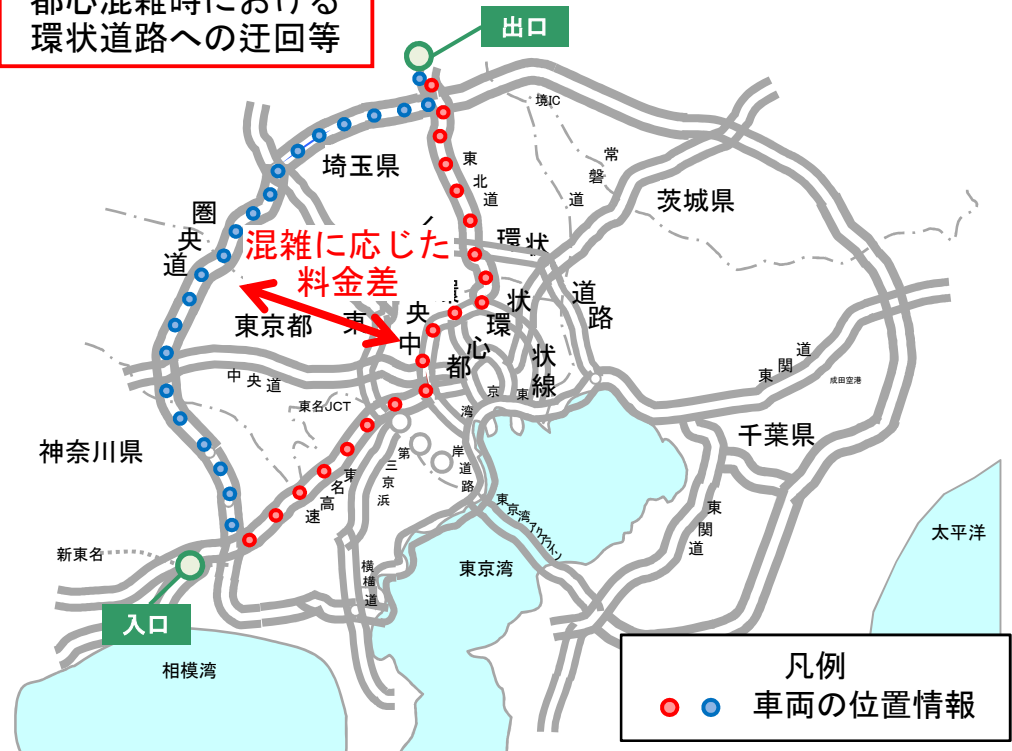 都心混雑時における
環状道路への迂回等
出口
境IC
常磐道
埼玉県
東北道
茨城県
圏央道
環状
混雑に応じた
料金差
道路
東京都
東
中央環状
都心環状線
中央道
東関道
成田空港
東名JCT
京
東
湾
湾岸道路
神奈川県
千葉県
第三京浜
東名高速
東京湾アクアライン
東関道
新東名
横横道
東京湾
太平洋
入口
相模湾
凡例
車両の位置情報